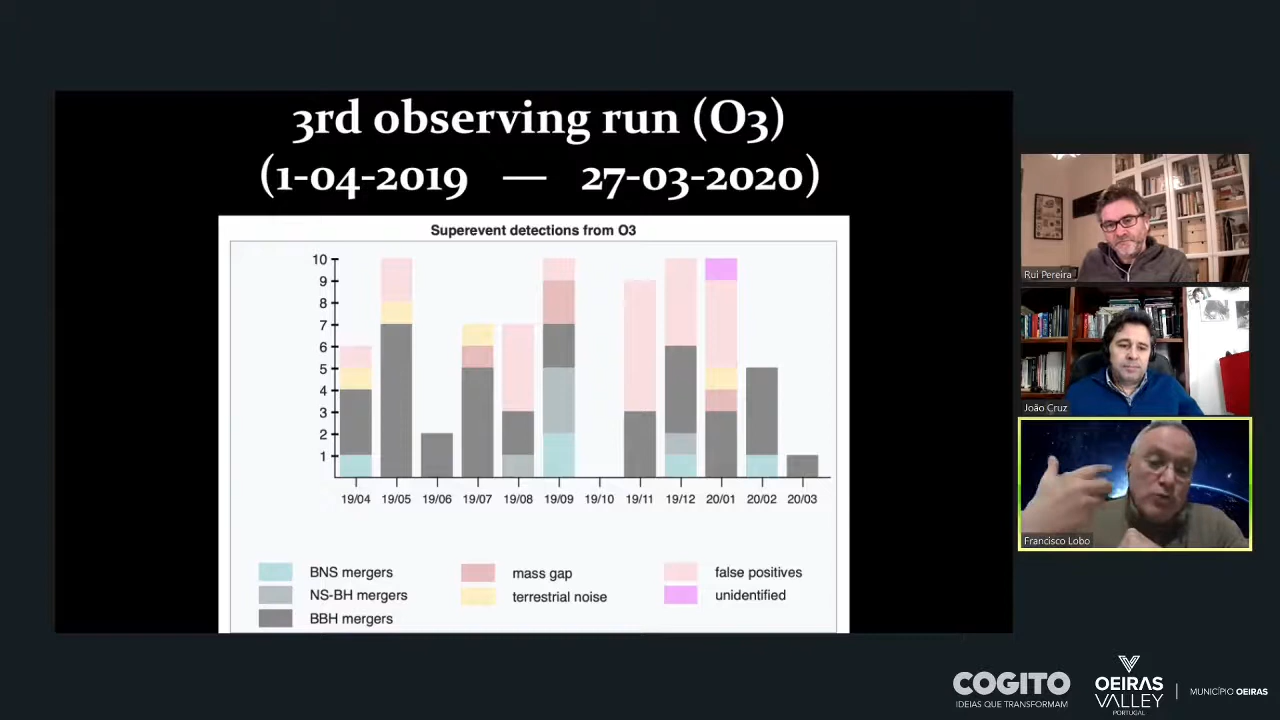 3rd observing run (O3)
(1-04-2019 — 27-03-2020)
Superevent detections from O3
10
9
8
7
6
5
4
3
2
1
19/04 19/05 19/06 19/07 19/08 19/09 19/10 19/11 19/12 20/01 20/02 20/03
BNS mergers mass gap false positives
NS-BH mergers terrestrial noise unidentified
BBH mergers
Rui Pereira
João Cruz
Francisco Lobo
COGITO
IDEIAS QUE TRANSFORMAM
OEIRAS
VALLEY
PORTUGAL
MUNICÍPIO OEIRAS